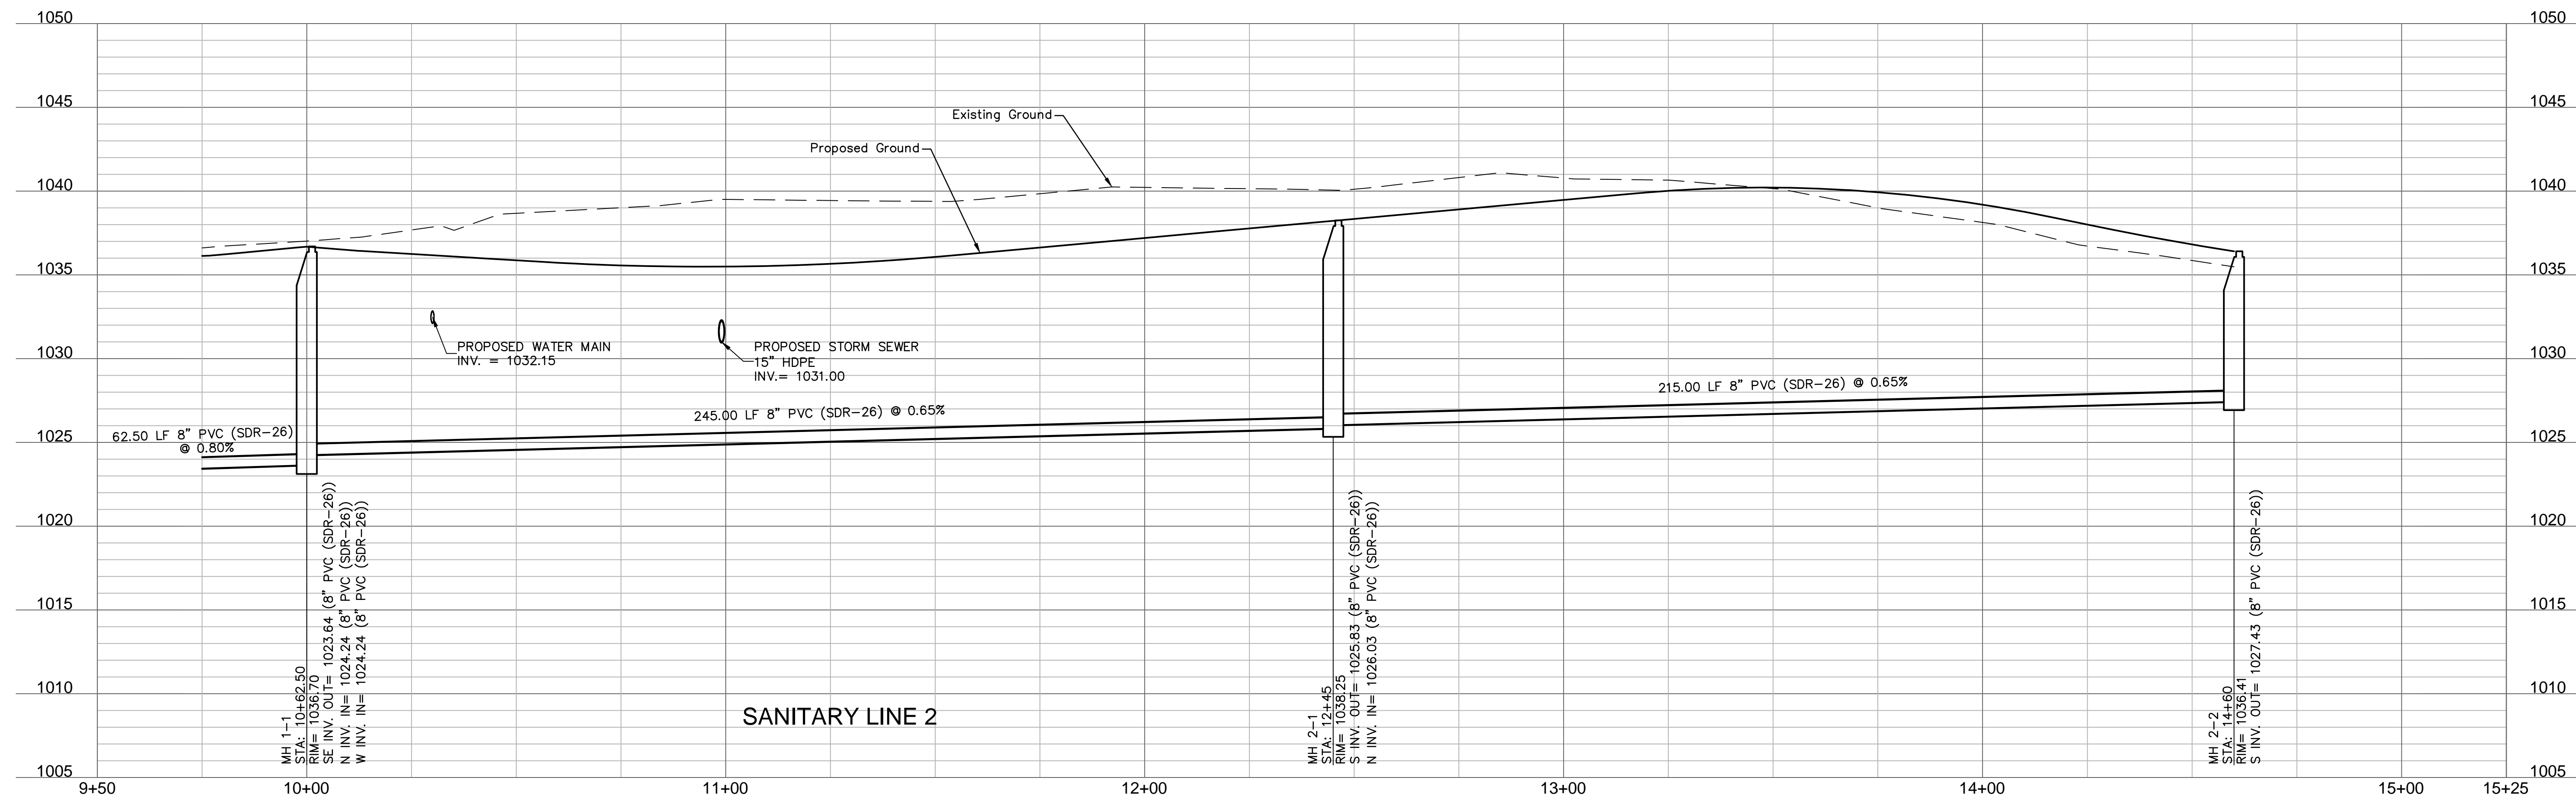 1050
1050
1045
1045
Existing Ground
Proposed Ground
1040
1040
1035
1035
PROPOSED WATER MAIN
INV. = 1032.15
PROPOSED STORM SEWER
15" HDPE
INV.= 1031.00
1030
1030
215.00 LF 8" PVC (SDR-26) @ 0.65%
245.00 LF 8" PVC (SDR-26) @ 0.65%
62.50 LF 8" PVC (SDR-26)
@ 0.80%
1025
1025
1020
1020
1015
1015
1010
1010
MH 1-1
STA: 10+62.50
RIM= 1036.70
SE INV. OUT= 1023.64 (8" PVC (SDR-26))
N INV. IN= 1024.24 (8" PVC (SDR-26))
W INV. IN= 1024.24 (8" PVC (SDR-26))
SANITARY LINE 2
MH 2-1
STA: 12+45
RIM= 1038.25
S INV. OUT= 1025.83 (8" PVC (SDR-26))
N INV. IN= 1026.03 (8" PVC (SDR-26))
MH 2-2
STA: 14+60
RIM= 1036.41
S INV. OUT= 1027.43 (8" PVC (SDR-26))
1005
1005
9+50
10+00
11+00
12+00
13+00
14+00
15+00
15+25